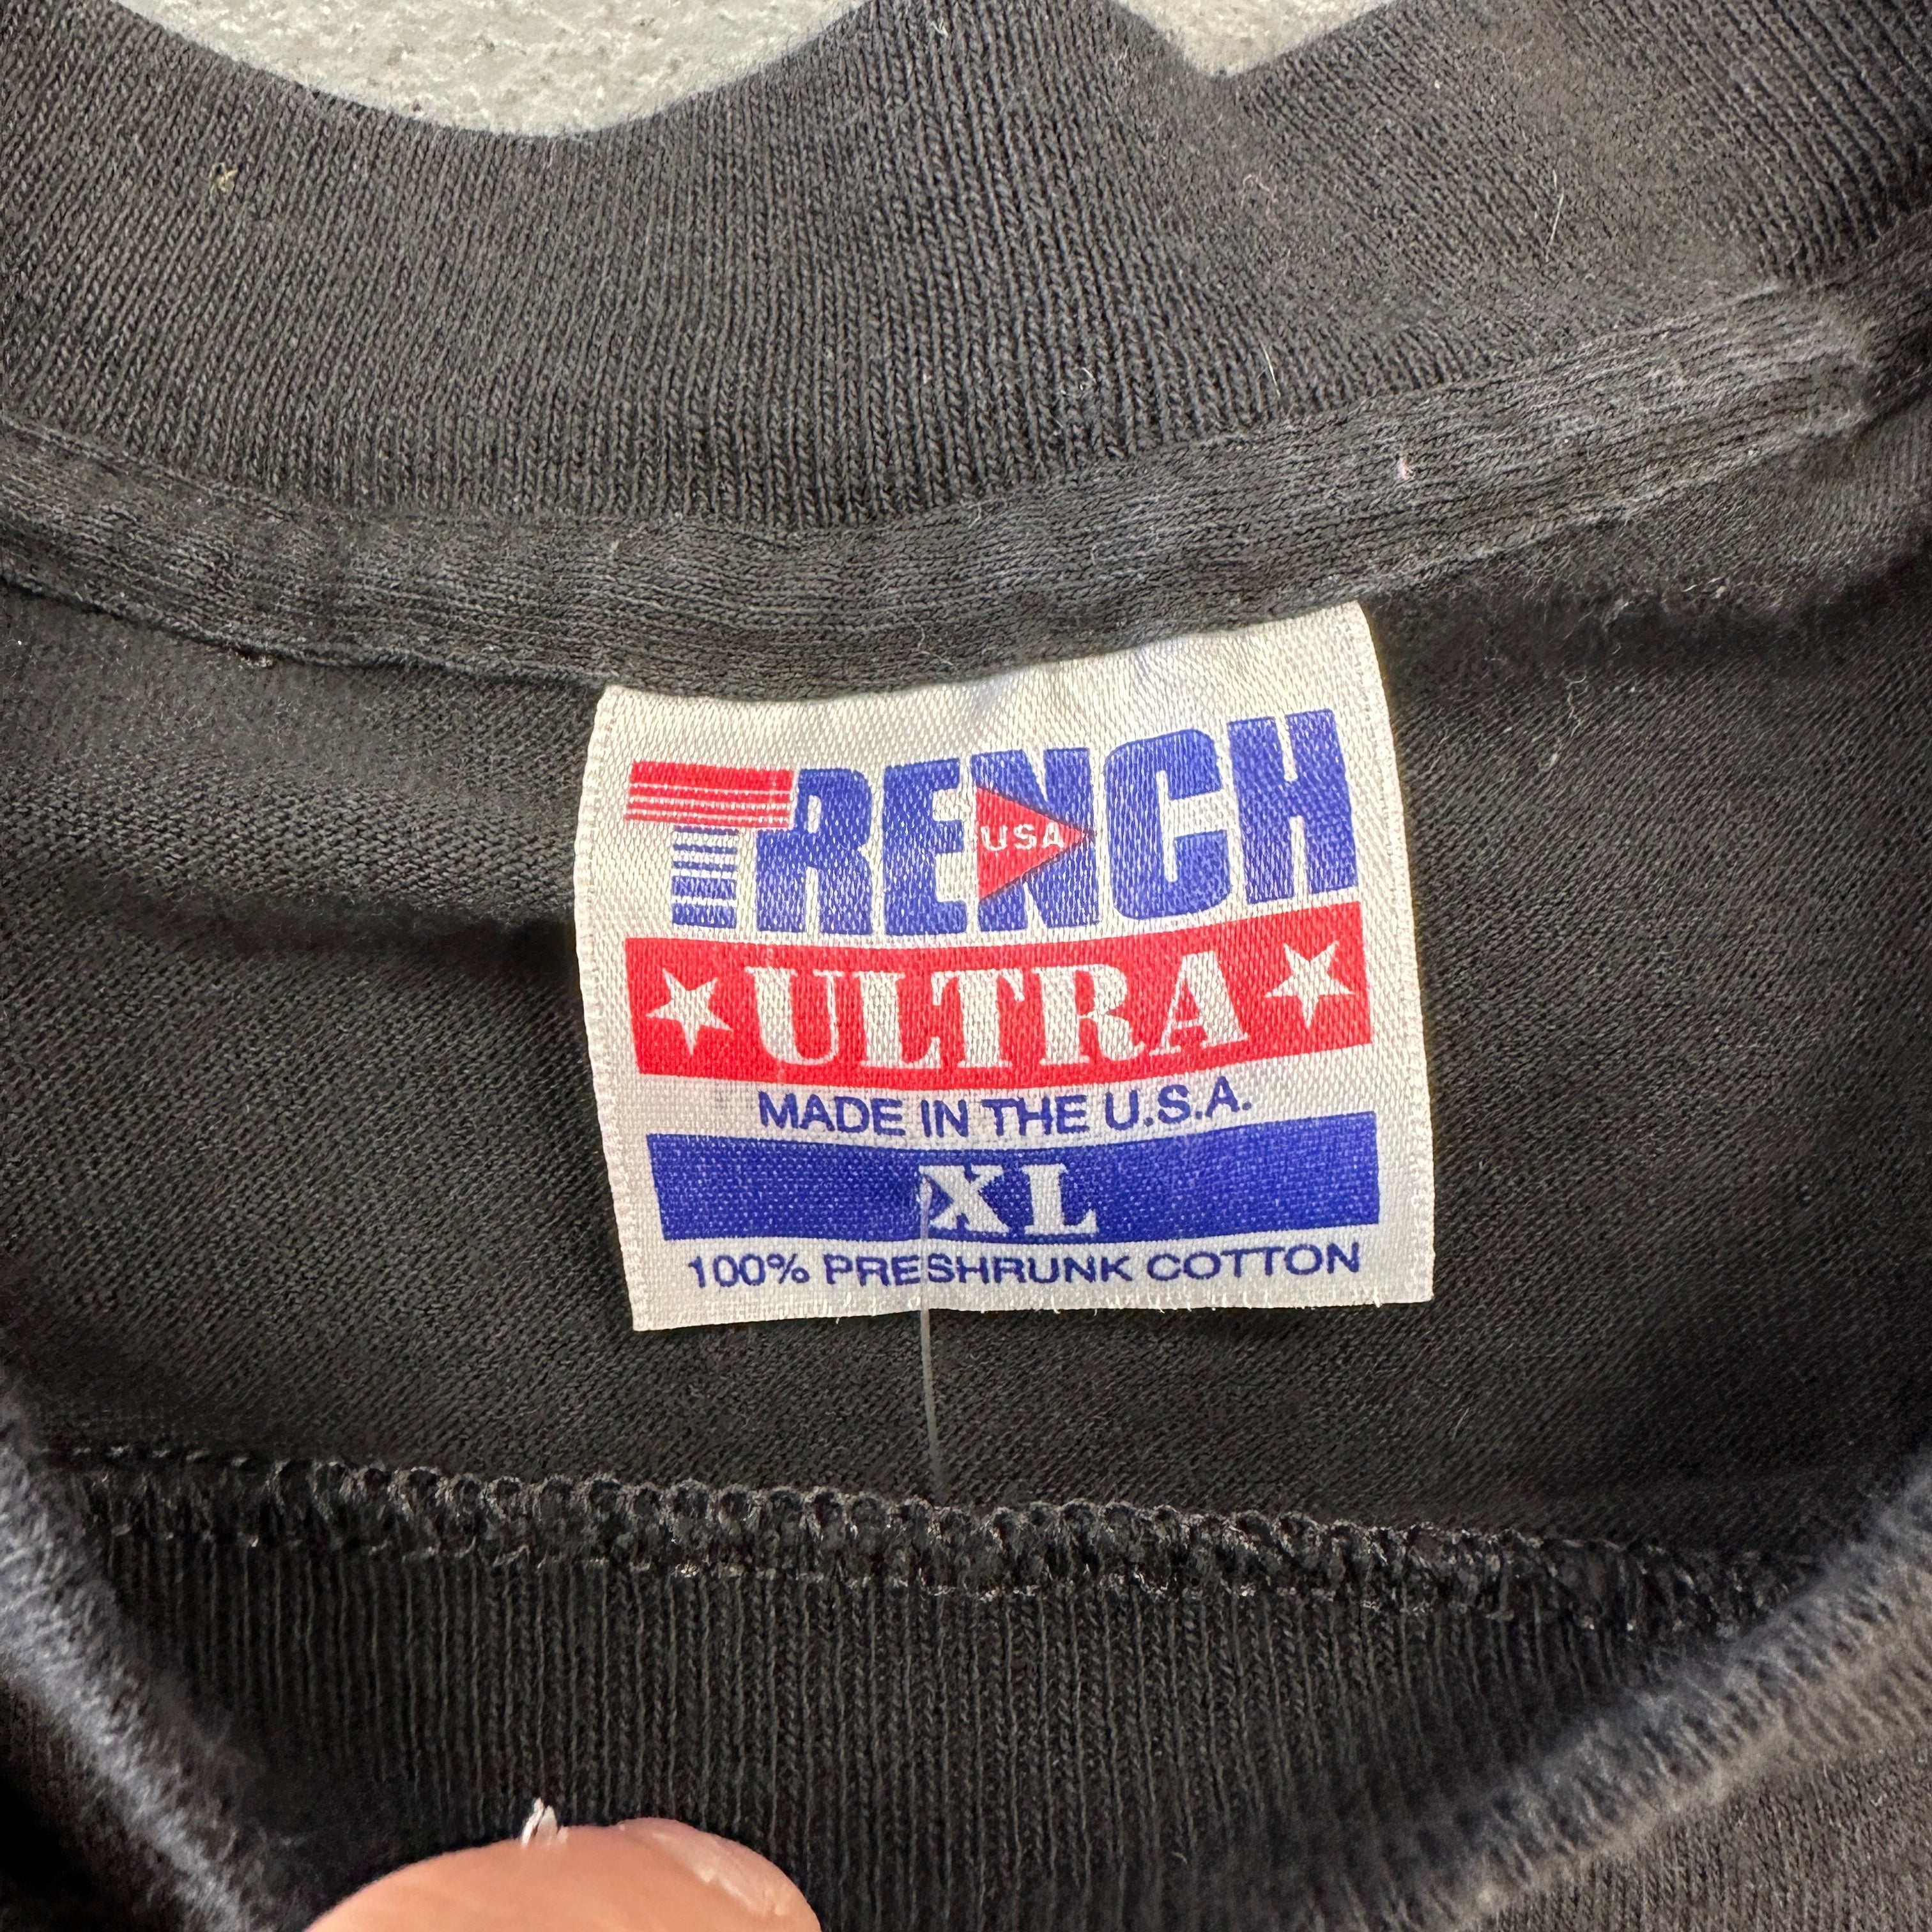 TRENCH
USA
ULTRA
MADE IN THE U.S.A.
XL
100% PRESHRUNK COTTON